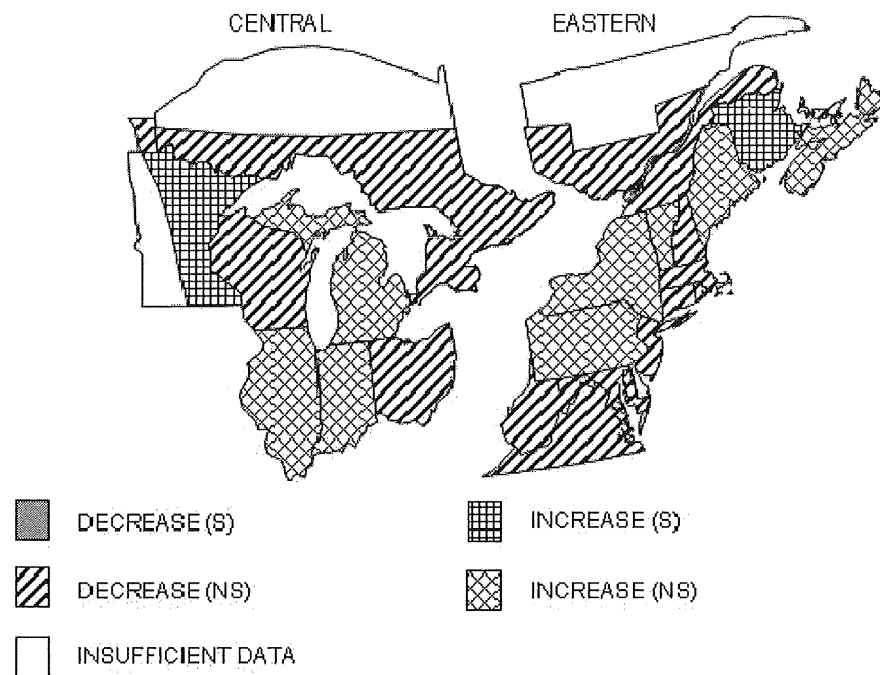 CENTRAL
EASTERN
DECREASE (S)
INCREASE (S)
DECREASE (NS)
INCREASE (NS)
INSUFFICIENT DATA